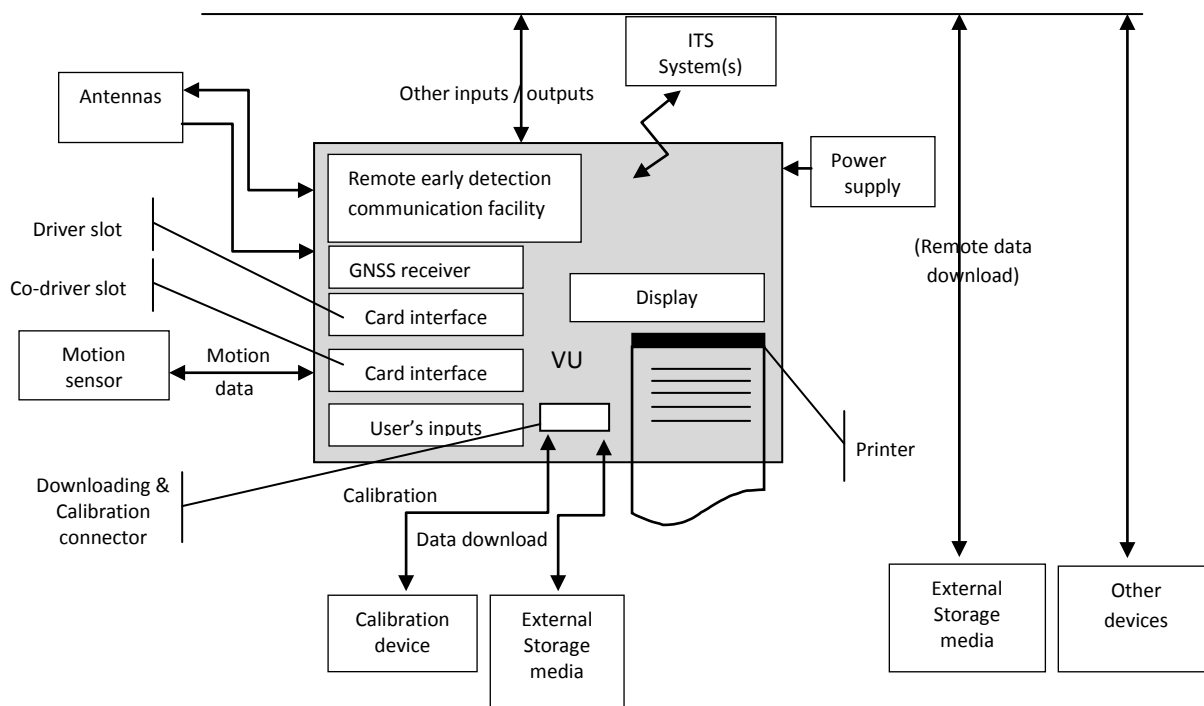 ITS
System(s)
Antennas
Other inputs / outputs
Power
supply
Remote early detection
communication facility
Driver slot
(Remote data
download)
GNSS receiver
Co-driver slot
Display
Card interface
Motion
sensor
Motion
data
VU
Card interface
User’s inputs
Printer
Downloading &
Calibration
connector
Calibration
Data download
Calibration
device
External
Storage
media
External
Storage
media
Other
devices